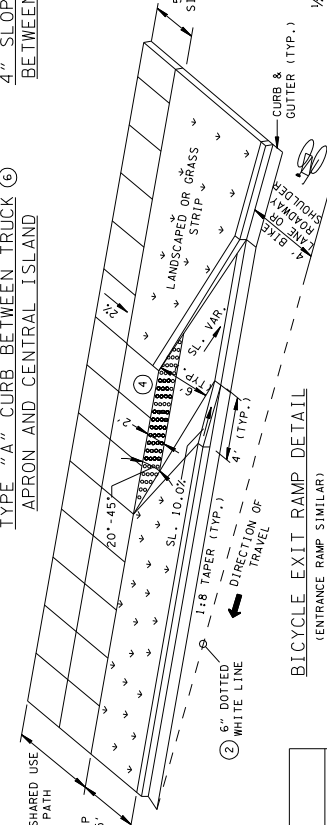 TYPE "A" CURB BETWEEN TRUCK 6
APRON AND CENTRAL ISLAND
4" SLOP
BETWEEN
SHARED USE
PATH
2%
LANDSCAPED OR GRASS
STRIP
CURB &
GUTTER (TYP.)
4' BIKE
LANE OR
ROADWAY
SHOULDER
20°-45°
2'
4
6' TYP.
SL. VAR.
SL. 10.0%
1:8 TAPER (TYP.)
4' (TYP.)
DIRECTION OF
TRAVEL
2 6" DOTTED
WHITE LINE
BICYCLE EXIT RAMP DETAIL
(ENTRANCE RAMP SIMILAR)